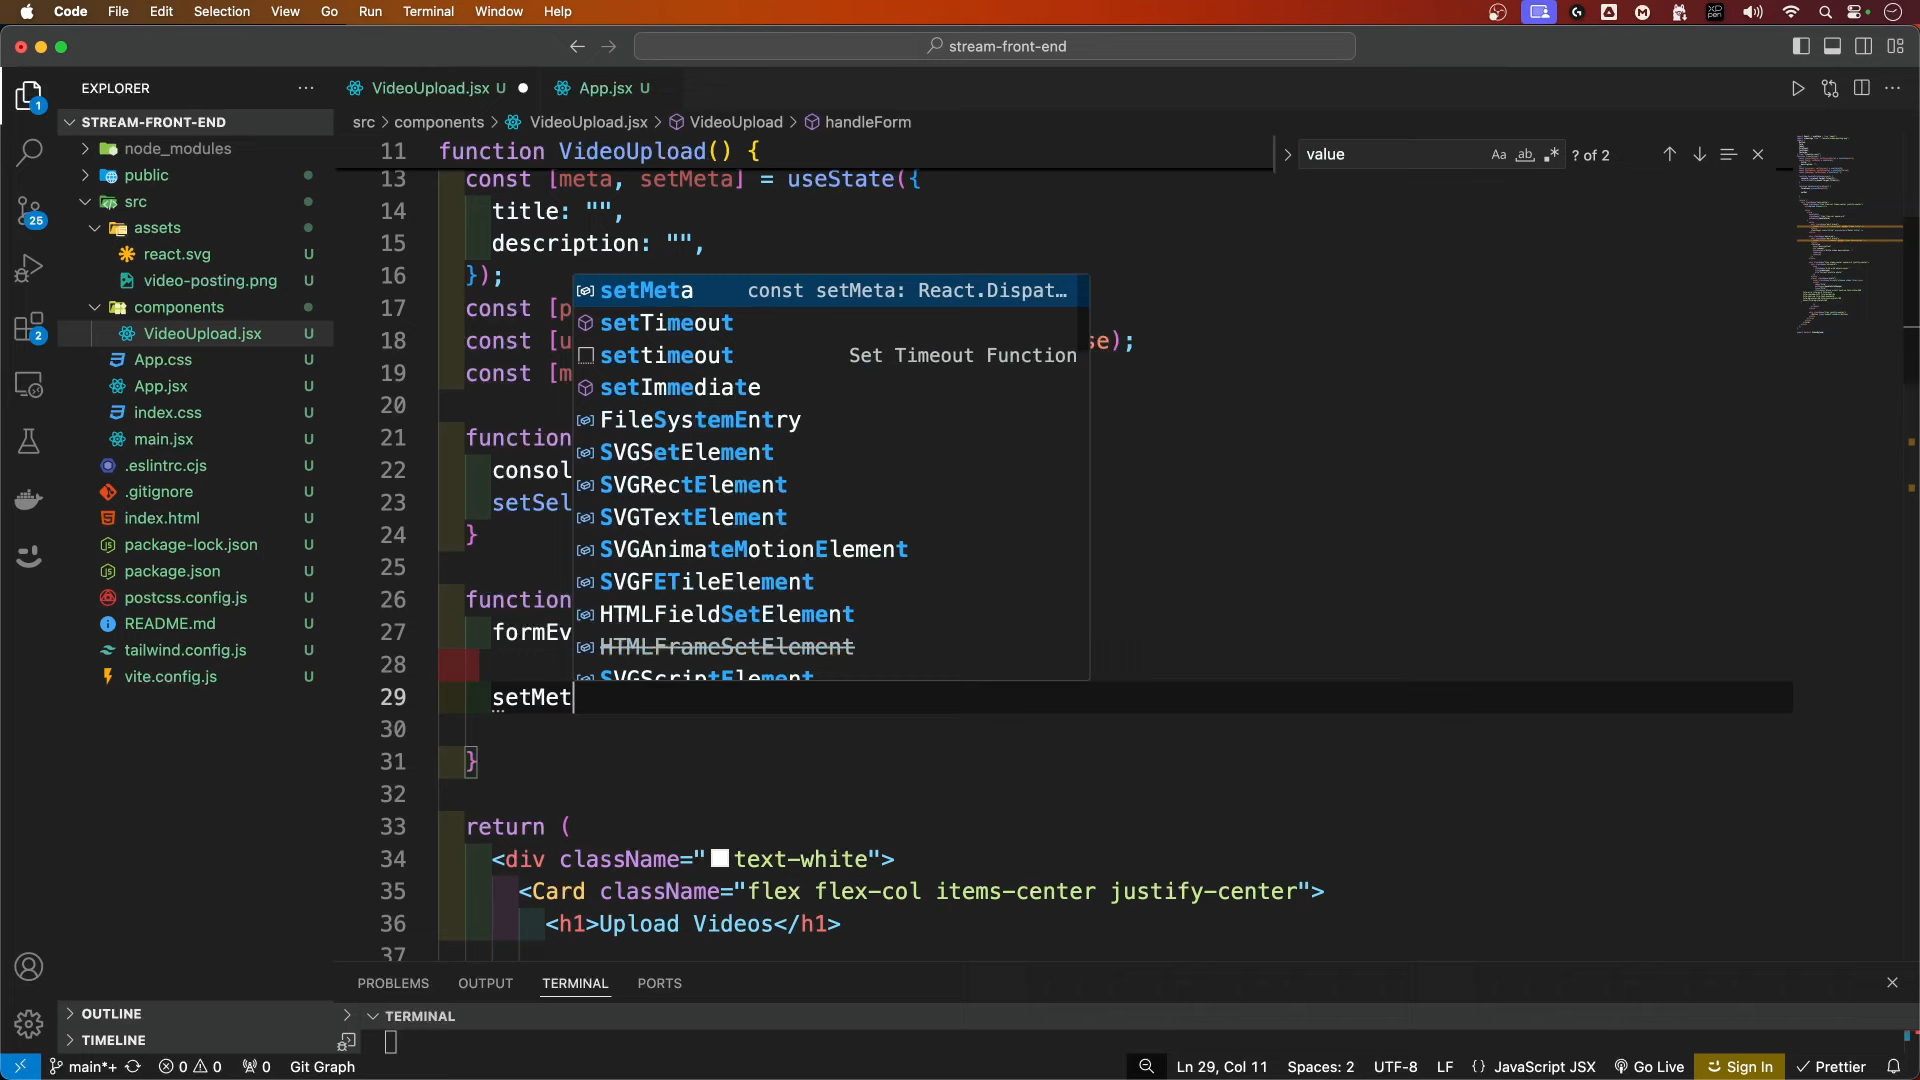 Code File Edit Selection View Go Run Terminal Window Help
stream-front-end
EXPLORER
VideoUpload.jsx U
App.jsx U
STREAM-FRONT-END
src > components > VideoUpload.jsx > VideoUpload > handleForm
node_modules
public
src
assets
react.svg U
video-posting.png U
components
VideoUpload.jsx U
App.css U
App.jsx U
index.css U
main.jsx U
.eslintrc.cjs U
.gitignore U
index.html U
package-lock.json U
package.json U
postcss.config.js U
README.md U
tailwind.config.js U
vite.config.js U
OUTLINE
TIMELINE
1
25
2
value
Aa ab ? of 2
11 function VideoUpload() {
13 const [meta, setMeta] = useState({
14 title: "",
15 description: "",
16 });
17 const [p
18 const [u se);
19 const [m
20
21 function
22 consol
23 setSel
24 }
25
26 function
27 formEv
28
29 setMet
30
31 }
32
33 return (
34 <div className="text-white">
35 <Card className="flex flex-col items-center justify-center">
36 <h1>Upload Videos</h1>
37
setMeta const setMeta: React.Dispat…
setTimeout
settimeout Set Timeout Function
setImmediate
FileSystemEntry
SVGSetElement
SVGRectElement
SVGTextElement
SVGAnimateMotionElement
SVGFETileElement
HTMLFieldSetElement
HTMLFrameSetElement
SVGScriptElement
PROBLEMS OUTPUT TERMINAL PORTS
TERMINAL
main*+ 0 0 0 Git Graph
Ln 29, Col 11 Spaces: 2 UTF-8 LF {} JavaScript JSX Go Live Sign In Prettier